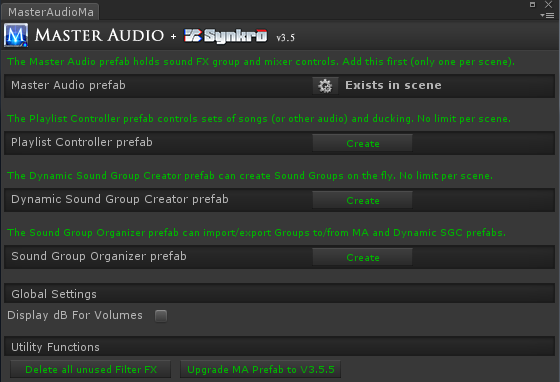 MasterAudioMa
MASTER AUDIO + Synkro v3.5
The Master Audio prefab holds sound FX group and mixer controls. Add this first (only one per scene).
Master Audio prefab Exists in scene
The Playlist Controller prefab controls sets of songs (or other audio) and ducking. No limit per scene.
Playlist Controller prefab Create
The Dynamic Sound Group Creator prefab can create Sound Groups on the fly. No limit per scene.
Dynamic Sound Group Creator prefab Create
The Sound Group Organizer prefab can import/export Groups to/from MA and Dynamic SGC prefabs.
Sound Group Organizer prefab Create
Global Settings
Display dB For Volumes
Utility Functions
Delete all unused Filter FX Upgrade MA Prefab to V3.5.5